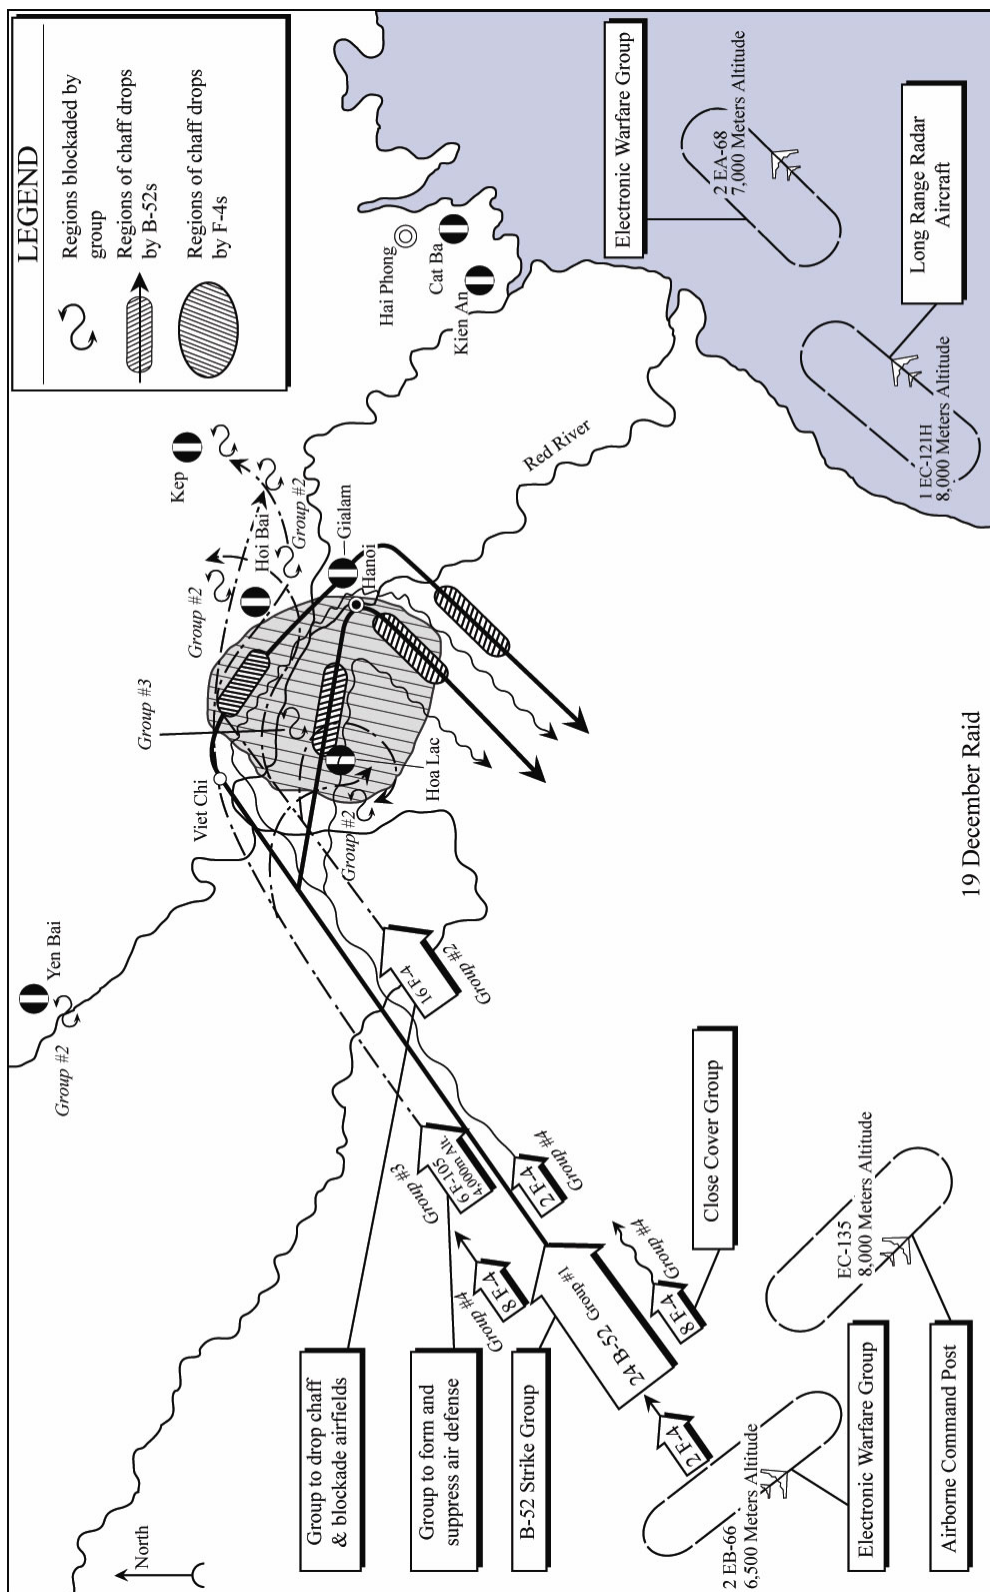 LEGEND
Regions blockaded by
group
Regions of chaff drops
by B-52s
Regions of chaff drops
by F-4s
North
Yen Bai
Group #2
Viet Chi
Group #3
Group #2
Kep
Hoi Bai
Group #2
Gialam
Hanoi
Hoa Lac
Group #2
Hai Phong
Cat Ba
Kien An
Red River
Electronic Warfare Group
2 EA-68
7,000 Meters Altitude
Long Range Radar
Aircraft
1 EC-121H
8,000 Meters Altitude
16 F-4
Group #2
Group #3
6 F-105
4,000m Alt.
2 F-4
Group #4
8 F-4
Group #4
24 B-52 Group #1
8 F-4
Group #4
2 F-4
Group to drop chaff
& blockade airfields
Group to form and
suppress air defense
B-52 Strike Group
Close Cover Group
EC-135
8,000 Meters Altitude
2 EB-66
6,500 Meters Altitude
Electronic Warfare Group
Airborne Command Post
19 December Raid